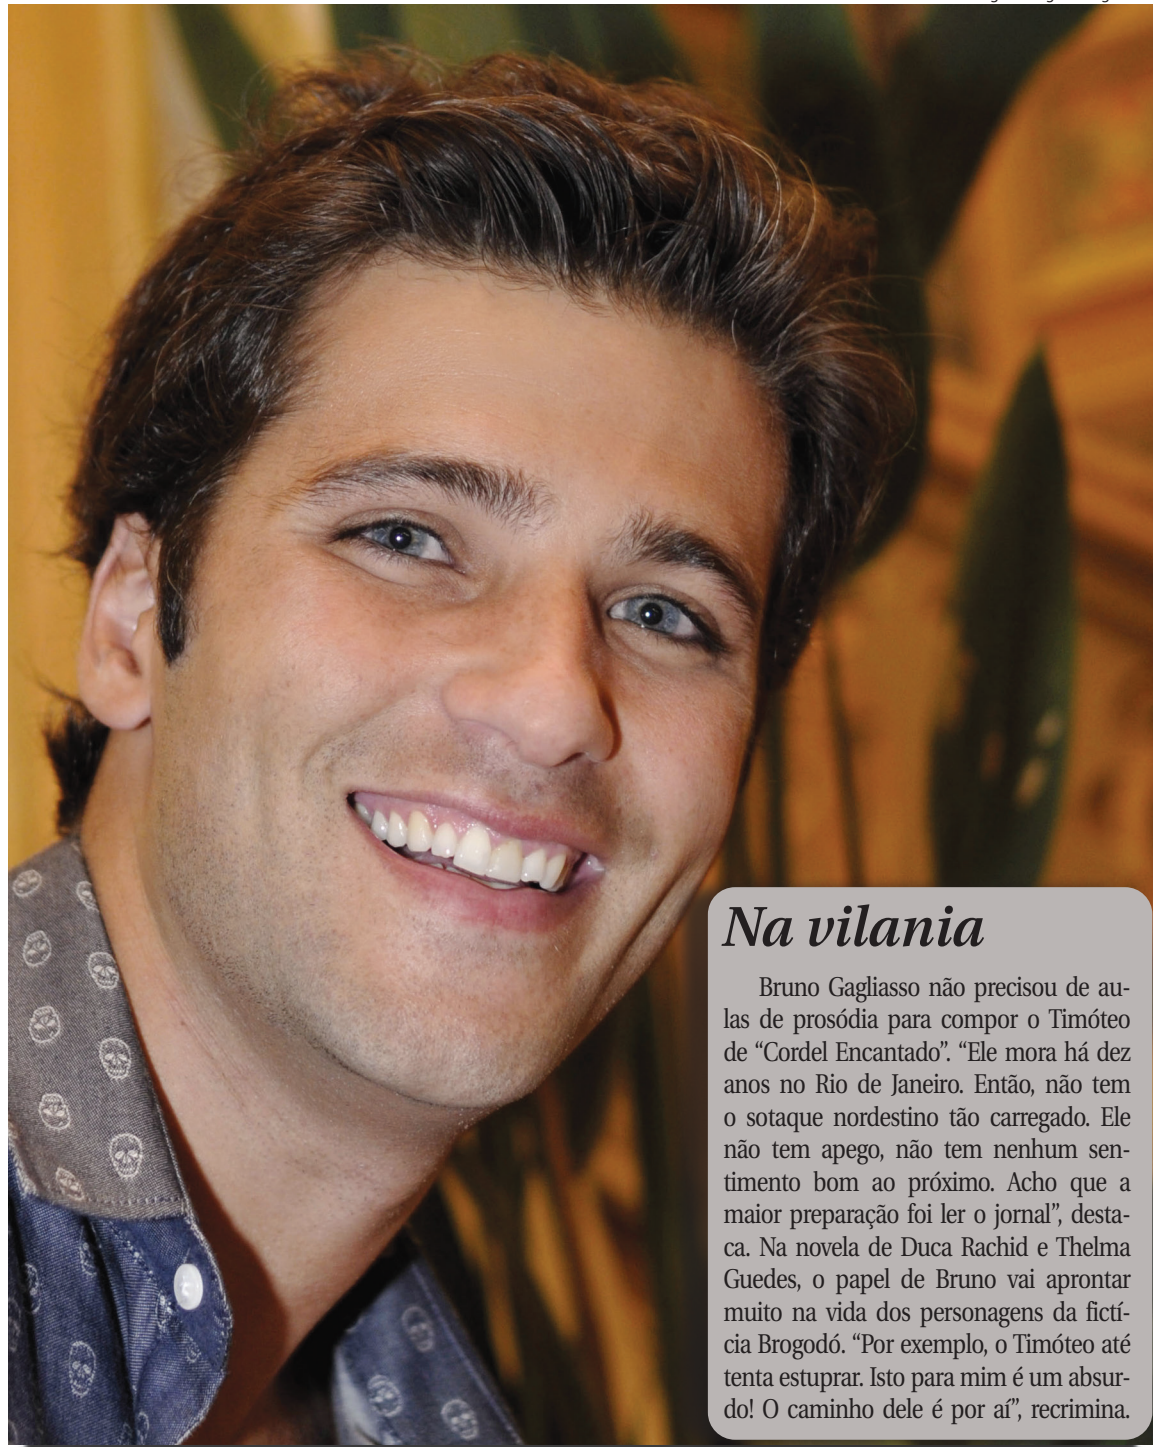 Na vilania
Bruno Gagliasso não precisou de au-
las de prosódia para compor o Timóteo
de “Cordel Encantado”. “Ele mora há dez
anos no Rio de Janeiro. Então, não tem
o sotaque nordestino tão carregado. Ele
não tem apego, não tem nenhum sen-
timento bom ao próximo. Acho que a
maior preparação foi ler o jornal”, desta-
ca. Na novela de Duca Rachid e Thelma
Guedes, o papel de Bruno vai aprontar
muito na vida dos personagens da fictí-
cia Brogodó. “Por exemplo, o Timóteo até
tenta estuprar. Isto para mim é um absur-
do! O caminho dele é por aí”, recrimina.